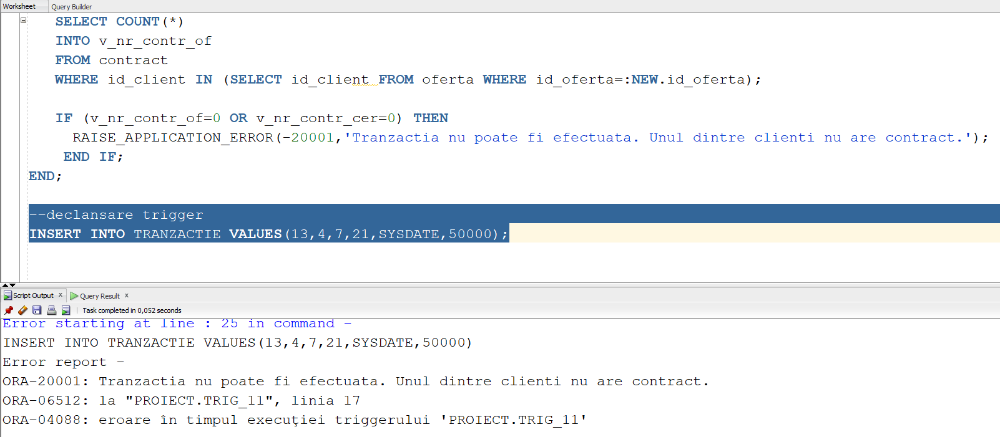 Worksheet Query Builder
SELECT COUNT(*)
INTO v_nr_contr_of
FROM contract
WHERE id_client IN (SELECT id_client FROM oferta WHERE id_oferta=:NEW.id_oferta);
IF (v_nr_contr_of=0 OR v_nr_contr_cer=0) THEN
RAISE_APPLICATION_ERROR(-20001,'Tranzactia nu poate fi efectuata. Unul dintre clienti nu are contract.');
END IF;
END;
--declansare trigger
INSERT INTO TRANZACTIE VALUES(13,4,7,21,SYSDATE,50000);
Script Output x Query Result x
Task completed in 0,052 seconds
Error starting at line : 25 in command -
INSERT INTO TRANZACTIE VALUES(13,4,7,21,SYSDATE,50000)
Error report -
ORA-20001: Tranzactia nu poate fi efectuata. Unul dintre clienti nu are contract.
ORA-06512: la "PROIECT.TRIG_11", linia 17
ORA-04088: eroare în timpul execuţiei triggerului 'PROIECT.TRIG_11'